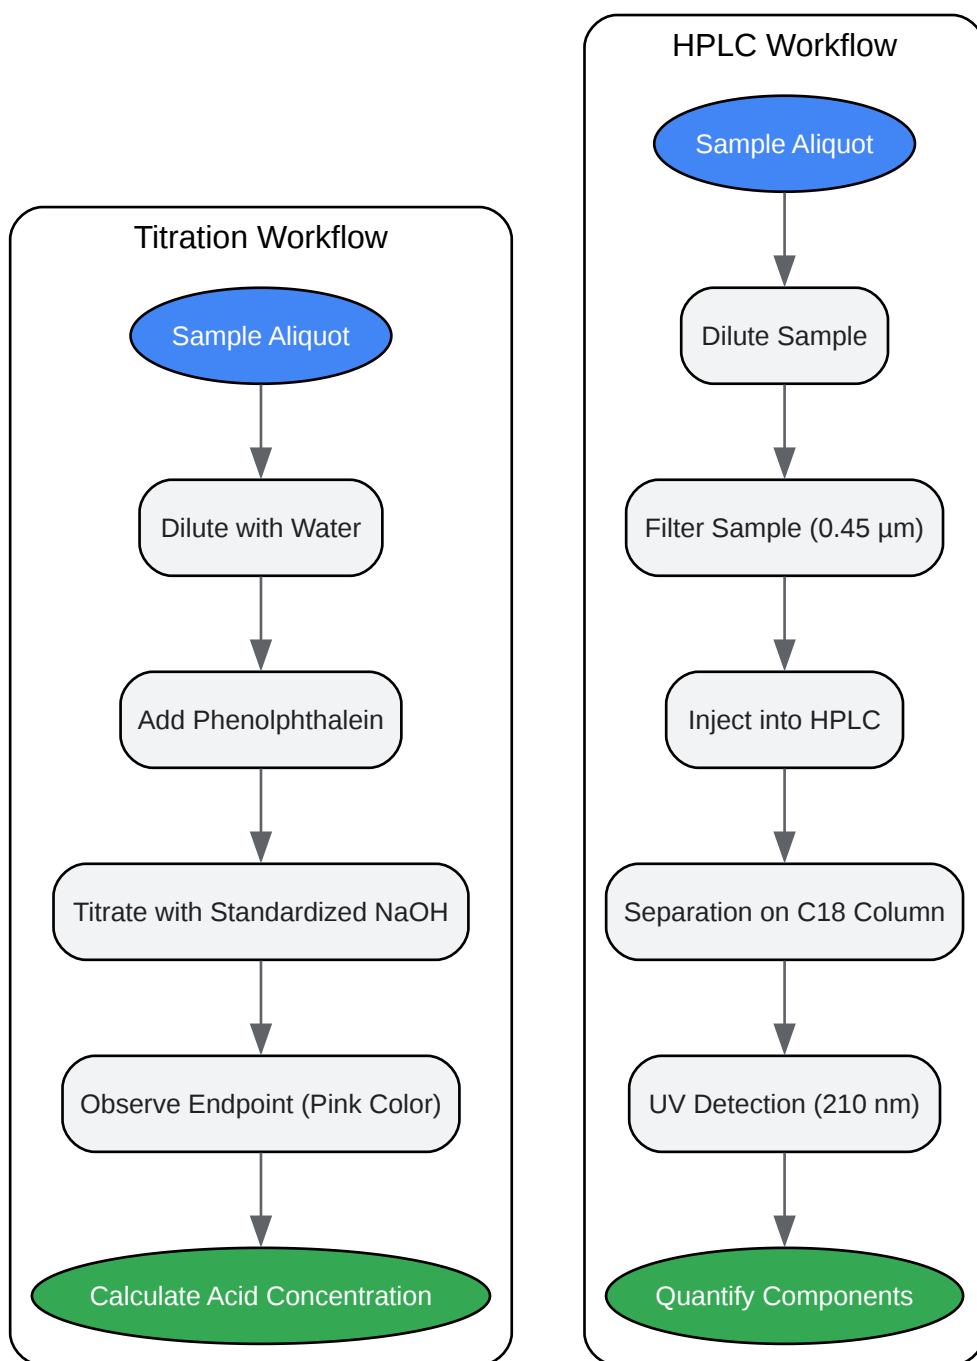 Titration Workflow
Sample Aliquot
Dilute with Water
Add Phenolphthalein
Titrate with Standardized NaOH
Observe Endpoint (Pink Color)
Calculate Acid Concentration
HPLC Workflow
Sample Aliquot
Dilute Sample
Filter Sample (0.45 µm)
Inject into HPLC
Separation on C18 Column
UV Detection (210 nm)
Quantify Components